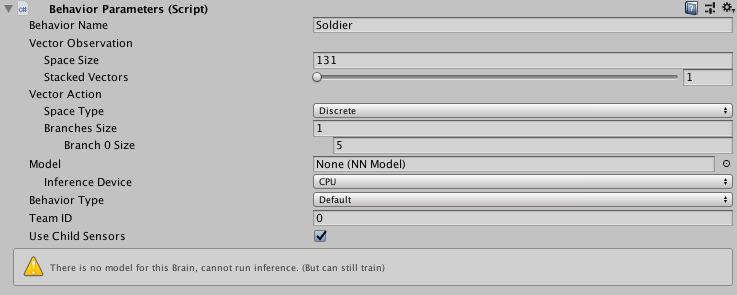 Behavior Parameters (Script)
Behavior Name Soldier
Vector Observation
Space Size 131
Stacked Vectors 1
Vector Action
Space Type Discrete
Branches Size 1
Branch 0 Size 5
Model None (NN Model)
Inference Device CPU
Behavior Type Default
Team ID 0
Use Child Sensors
There is no model for this Brain, cannot run inference. (But can still train)